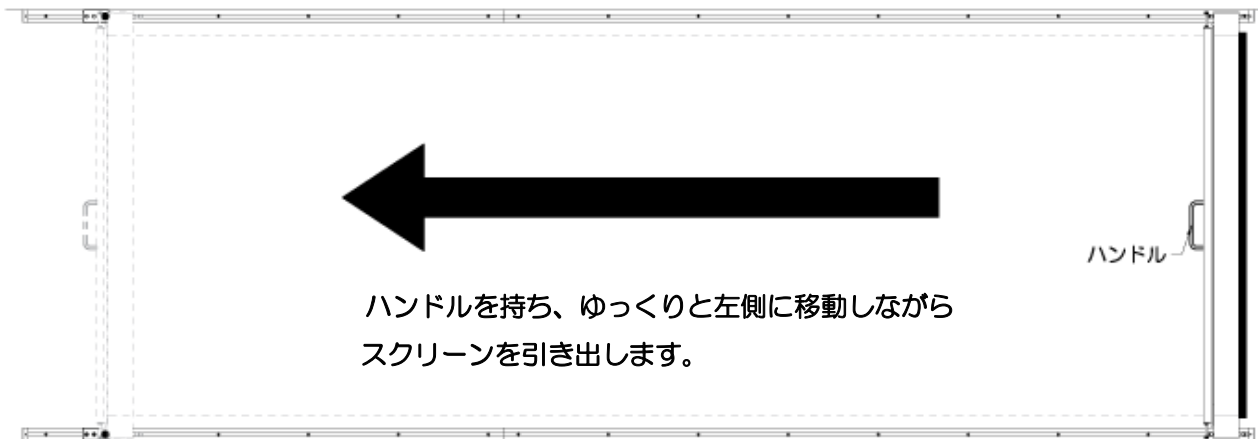 ハンドル
ハンドルを持ち、ゆっくりと左側に移動しながら
スクリーンを引き出します。